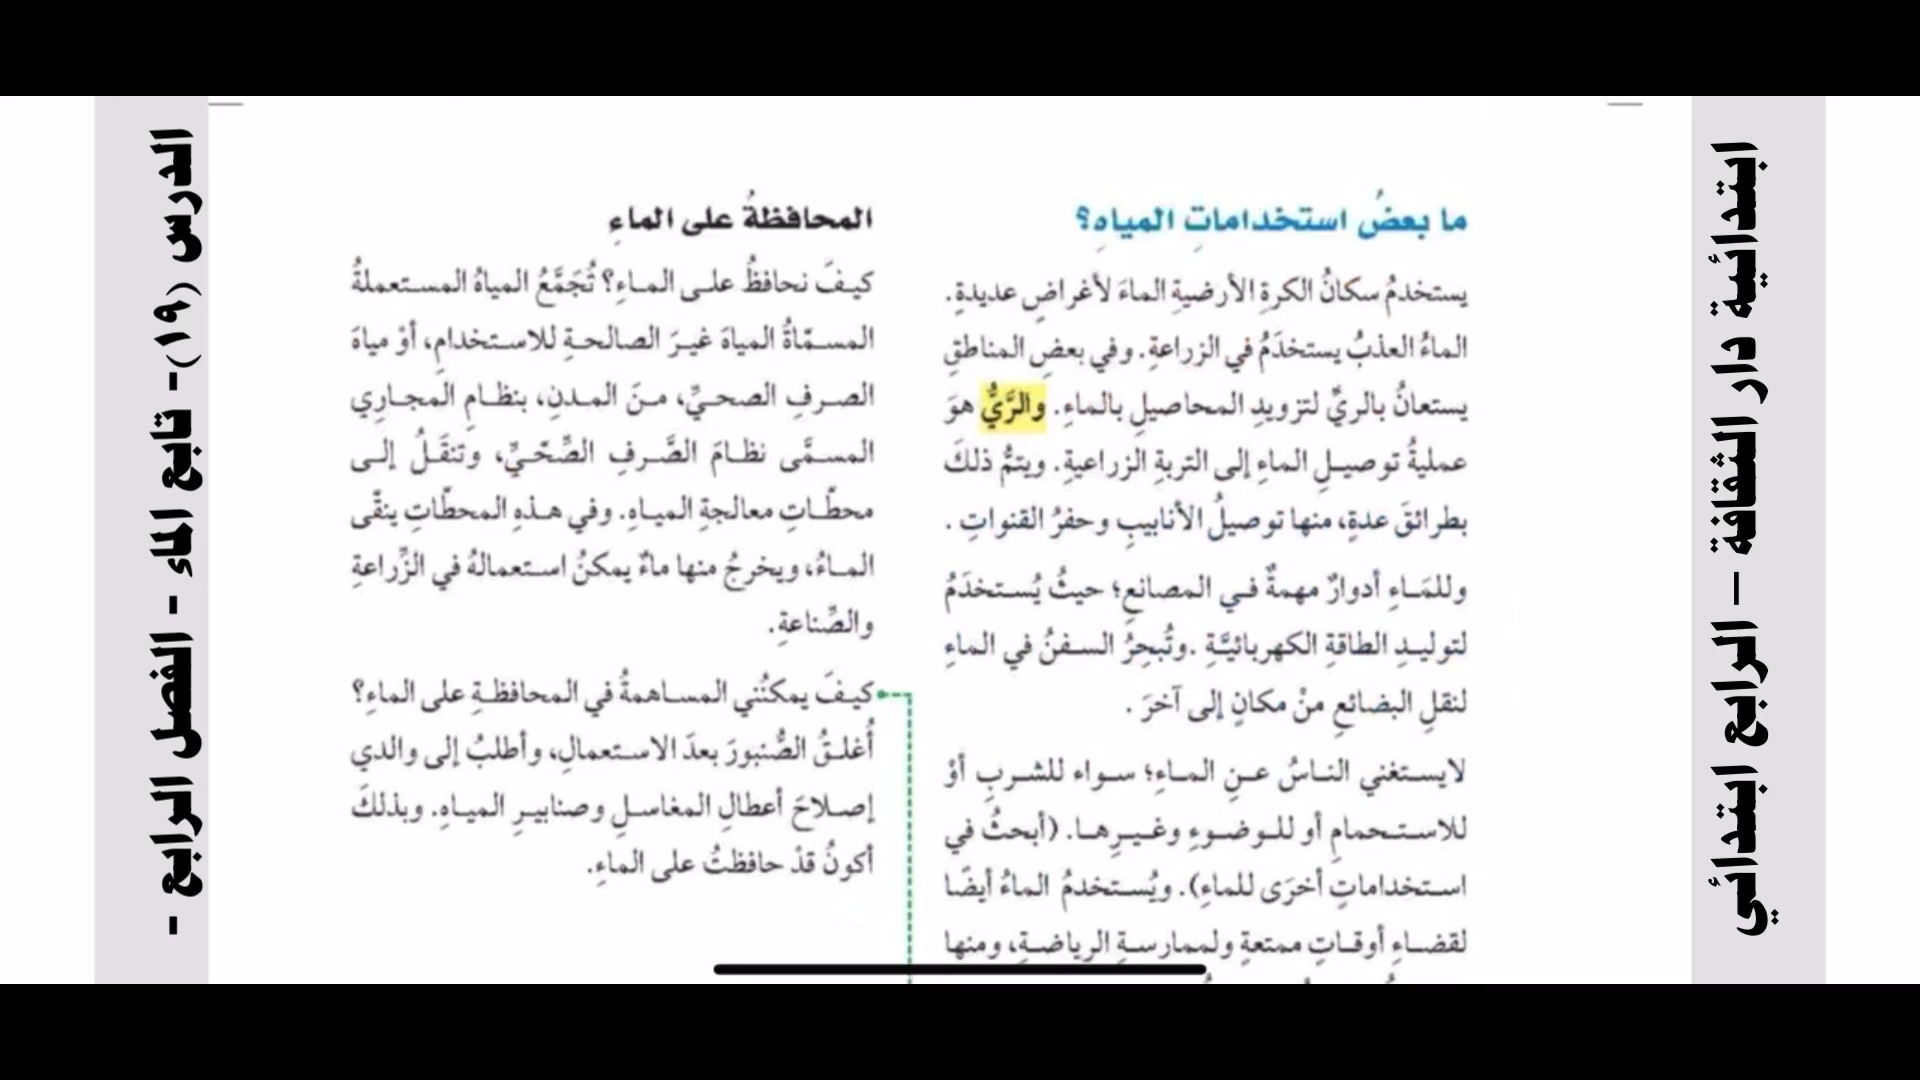 ابتدائية دار الثقافة – الرابع ابتدائي
ما بعضُ استخداماتِ المياهِ؟
يستخدمُ سكانُ الكرةِ الأرضيةِ الماءَ لأغراضٍ عديدةٍ.
الماءُ العذبُ يستخدَمُ في الزراعةِ. وفي بعضِ المناطقِ
يستعانُ بالريِّ لتزويدِ المحاصيلِ بالماءِ. والرَّيُّ هوَ
عمليةُ توصيلِ الماءِ إلى التربةِ الزراعيةِ. ويتمُّ ذلكَ
بطرائقَ عدةٍ، منها توصيلُ الأنابيبِ وحفرُ القنواتِ .
وللمَاءِ أدوارٌ مهمةٌ في المصانعِ؛ حيثُ يُستخدَمُ
لتوليدِ الطاقةِ الكهربائيَّةِ .وتُبحِرُ السفنُ في الماءِ
لنقلِ البضائعِ منْ مكانٍ إلى آخرَ .
لايستغني الناسُ عنِ الماءِ؛ سواء للشربِ أوْ
للاستحمامِ أو للوضوءِ وغيرِها. (أبحثُ في
استخداماتٍ أخرَى للماءِ). ويُستخدمُ الماءُ أيضًا
لقضاءِ أوقاتٍ ممتعةٍ ولممارسةِ الرياضةِ، ومنها
المحافظةُ على الماءِ
كيفَ نحافظُ على الماءِ؟ تُجَمَّعُ المياهُ المستعملةُ
المسمّاةُ المياهَ غيرَ الصالحةِ للاستخدامِ، أوْ مياهَ
الصرفِ الصحيِّ، منَ المدنِ، بنظامِ المجاري
المسمَّى نظامَ الصَّرفِ الصِّحّيِّ، وتنقَلُ إلى
محطّاتِ معالجةِ المياهِ. وفي هذهِ المحطّاتِ ينقّى
الماءُ، ويخرجُ منها ماءٌ يمكنُ استعمالهُ في الزِّراعةِ
والصِّناعةِ.
كيفَ يمكنُني المساهمةُ في المحافظةِ على الماءِ؟
أُغلقُ الصُّنبورَ بعدَ الاستعمالِ، وأطلبُ إلى والدي
إصلاحَ أعطالِ المغاسلِ وصنابيرِ المياهِ. وبذلكَ
أكونُ قدْ حافظتُ على الماءِ.
الدرس (١٩)- تابع الماء - الفصل الرابع -